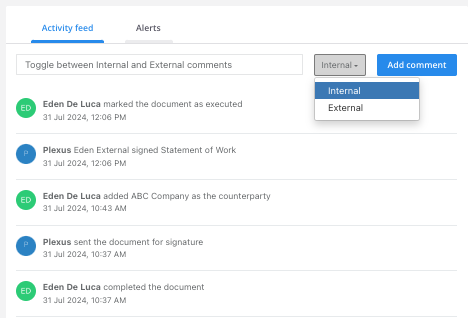 Activity feed
Alerts
Toggle between Internal and External comments
Internal
Add comment
Internal
External
ED
Eden De Luca marked the document as executed
31 Jul 2024, 12:06 PM
P
Plexus Eden External signed Statement of Work
31 Jul 2024, 12:06 PM
ED
Eden De Luca added ABC Company as the counterparty
31 Jul 2024, 10:43 AM
P
Plexus sent the document for signature
31 Jul 2024, 10:37 AM
ED
Eden De Luca completed the document
31 Jul 2024, 10:37 AM